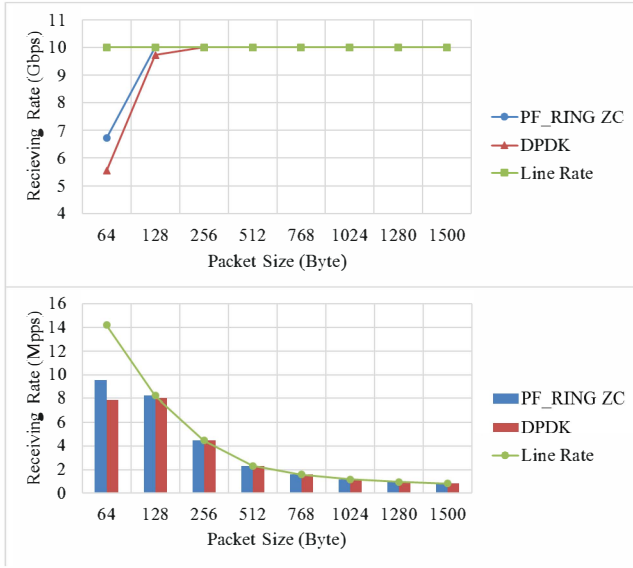 Recieving Rate (Gbps)
11
10
9
8
7
6
5
4
64 128 256 512 768 1024 1280 1500
Packet Size (Byte)
PF_RING ZC
DPDK
Line Rate
Receiving Rate (Mpps)
16
14
12
10
8
6
4
2
0
64 128 256 512 768 1024 1280 1500
Packet Size (Byte)
PF_RING ZC
DPDK
Line Rate